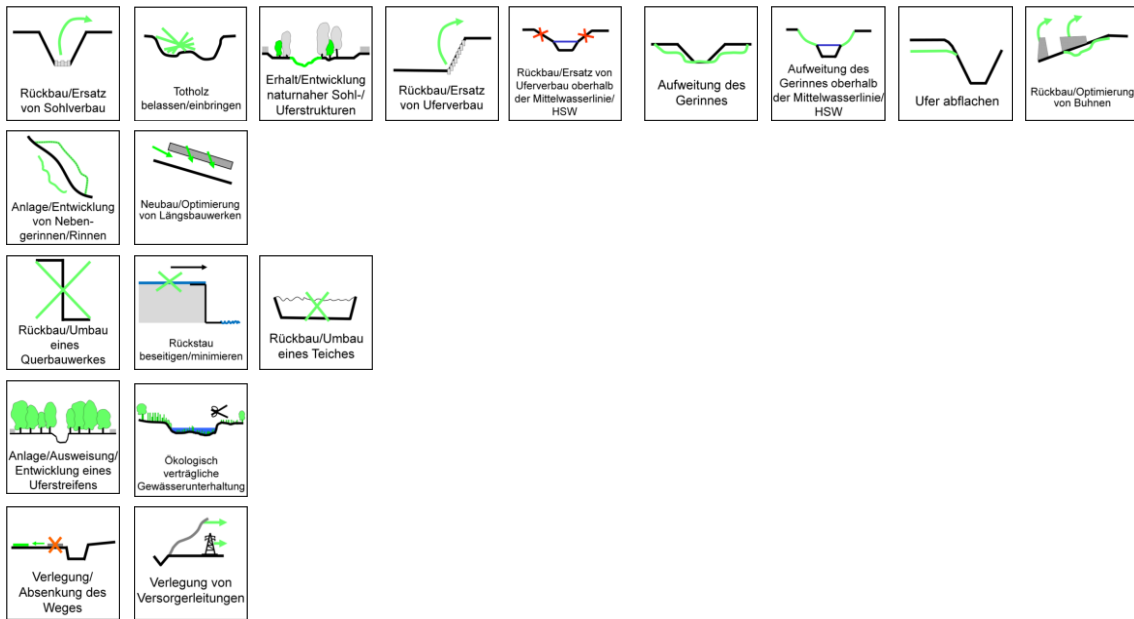 Rückbau/Ersatz
von Sohlverbau
Totholz
belassen/einbringen
Erhalt/Entwicklung
naturnaher Sohl-/
Uferstrukturen
Rückbau/Ersatz
von Uferverbau
Rückbau/Ersatz von
Uferverbau oberhalb
der Mittelwasserlinie/
HSW
Aufweitung des
Gerinnes
Aufweitung des
Gerinnes oberhalb
der Mittelwasserlinie/
HSW
Ufer abflachen
Rückbau/Optimierung
von Buhnen
Anlage/Entwicklung
von Neben-
gerinnen/Rinnen
Neubau/Optimierung
von Längsbauwerken
Rückbau/Umbau
eines
Querbauwerkes
Rückstau
beseitigen/minimieren
Rückbau/Umbau
eines Teiches
Anlage/Ausweisung/
Entwicklung eines
Uferstreifens
Ökologisch
verträgliche
Gewässerunterhaltung
Verlegung/
Absenkung des
Weges
Verlegung von
Versorgerleitungen